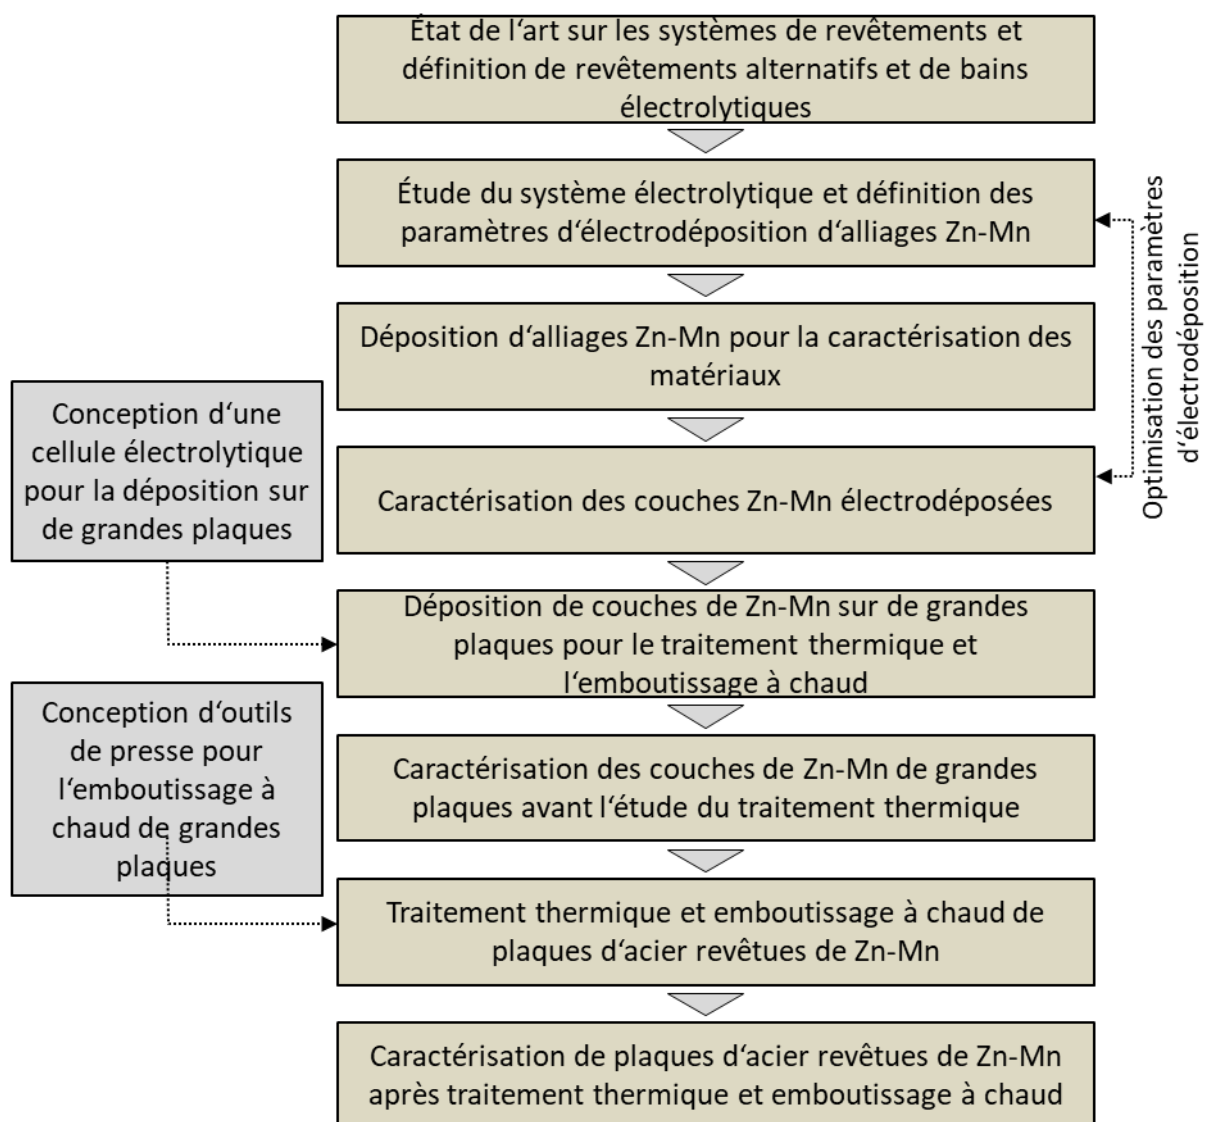 État de l‘art sur les systèmes de revêtements et
définition de revêtements alternatifs et de bains
électrolytiques
Étude du système électrolytique et définition des
paramètres d‘électrodéposition d‘alliages Zn-Mn
Optimisation des paramètres
d‘électrodéposition
Déposition d‘alliages Zn-Mn pour la caractérisation des
matériaux
Conception d‘une
cellule électrolytique
pour la déposition sur
de grandes plaques
Caractérisation des couches Zn-Mn électrodéposées
Déposition de couches de Zn-Mn sur de grandes
plaques pour le traitement thermique et
l‘emboutissage à chaud
Conception d‘outils
de presse pour
l‘emboutissage à
chaud de grandes
plaques
Caractérisation des couches de Zn-Mn de grandes
plaques avant l‘étude du traitement thermique
Traitement thermique et emboutissage à chaud de
plaques d‘acier revêtues de Zn-Mn
Caractérisation de plaques d‘acier revêtues de Zn-Mn
après traitement thermique et emboutissage à chaud